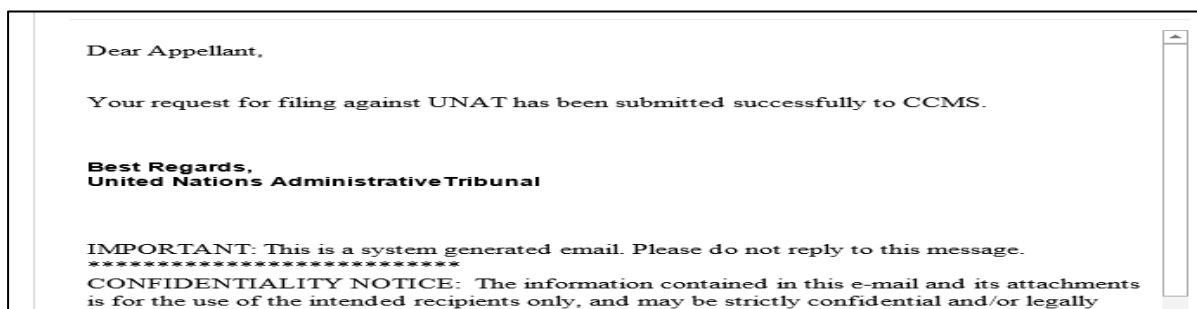 Dear Appellant,
Your request for filing against UNAT has been submitted successfully to CCMS.
Best Regards,
United Nations AdministrativeTribunal
IMPORTANT: This is a system generated email. Please do not reply to this message.
****************************
CONFIDENTIALITY NOTICE:  The information contained in this e-mail and its attachments
is for the use of the intended recipients only, and may be strictly confidential and/or legally